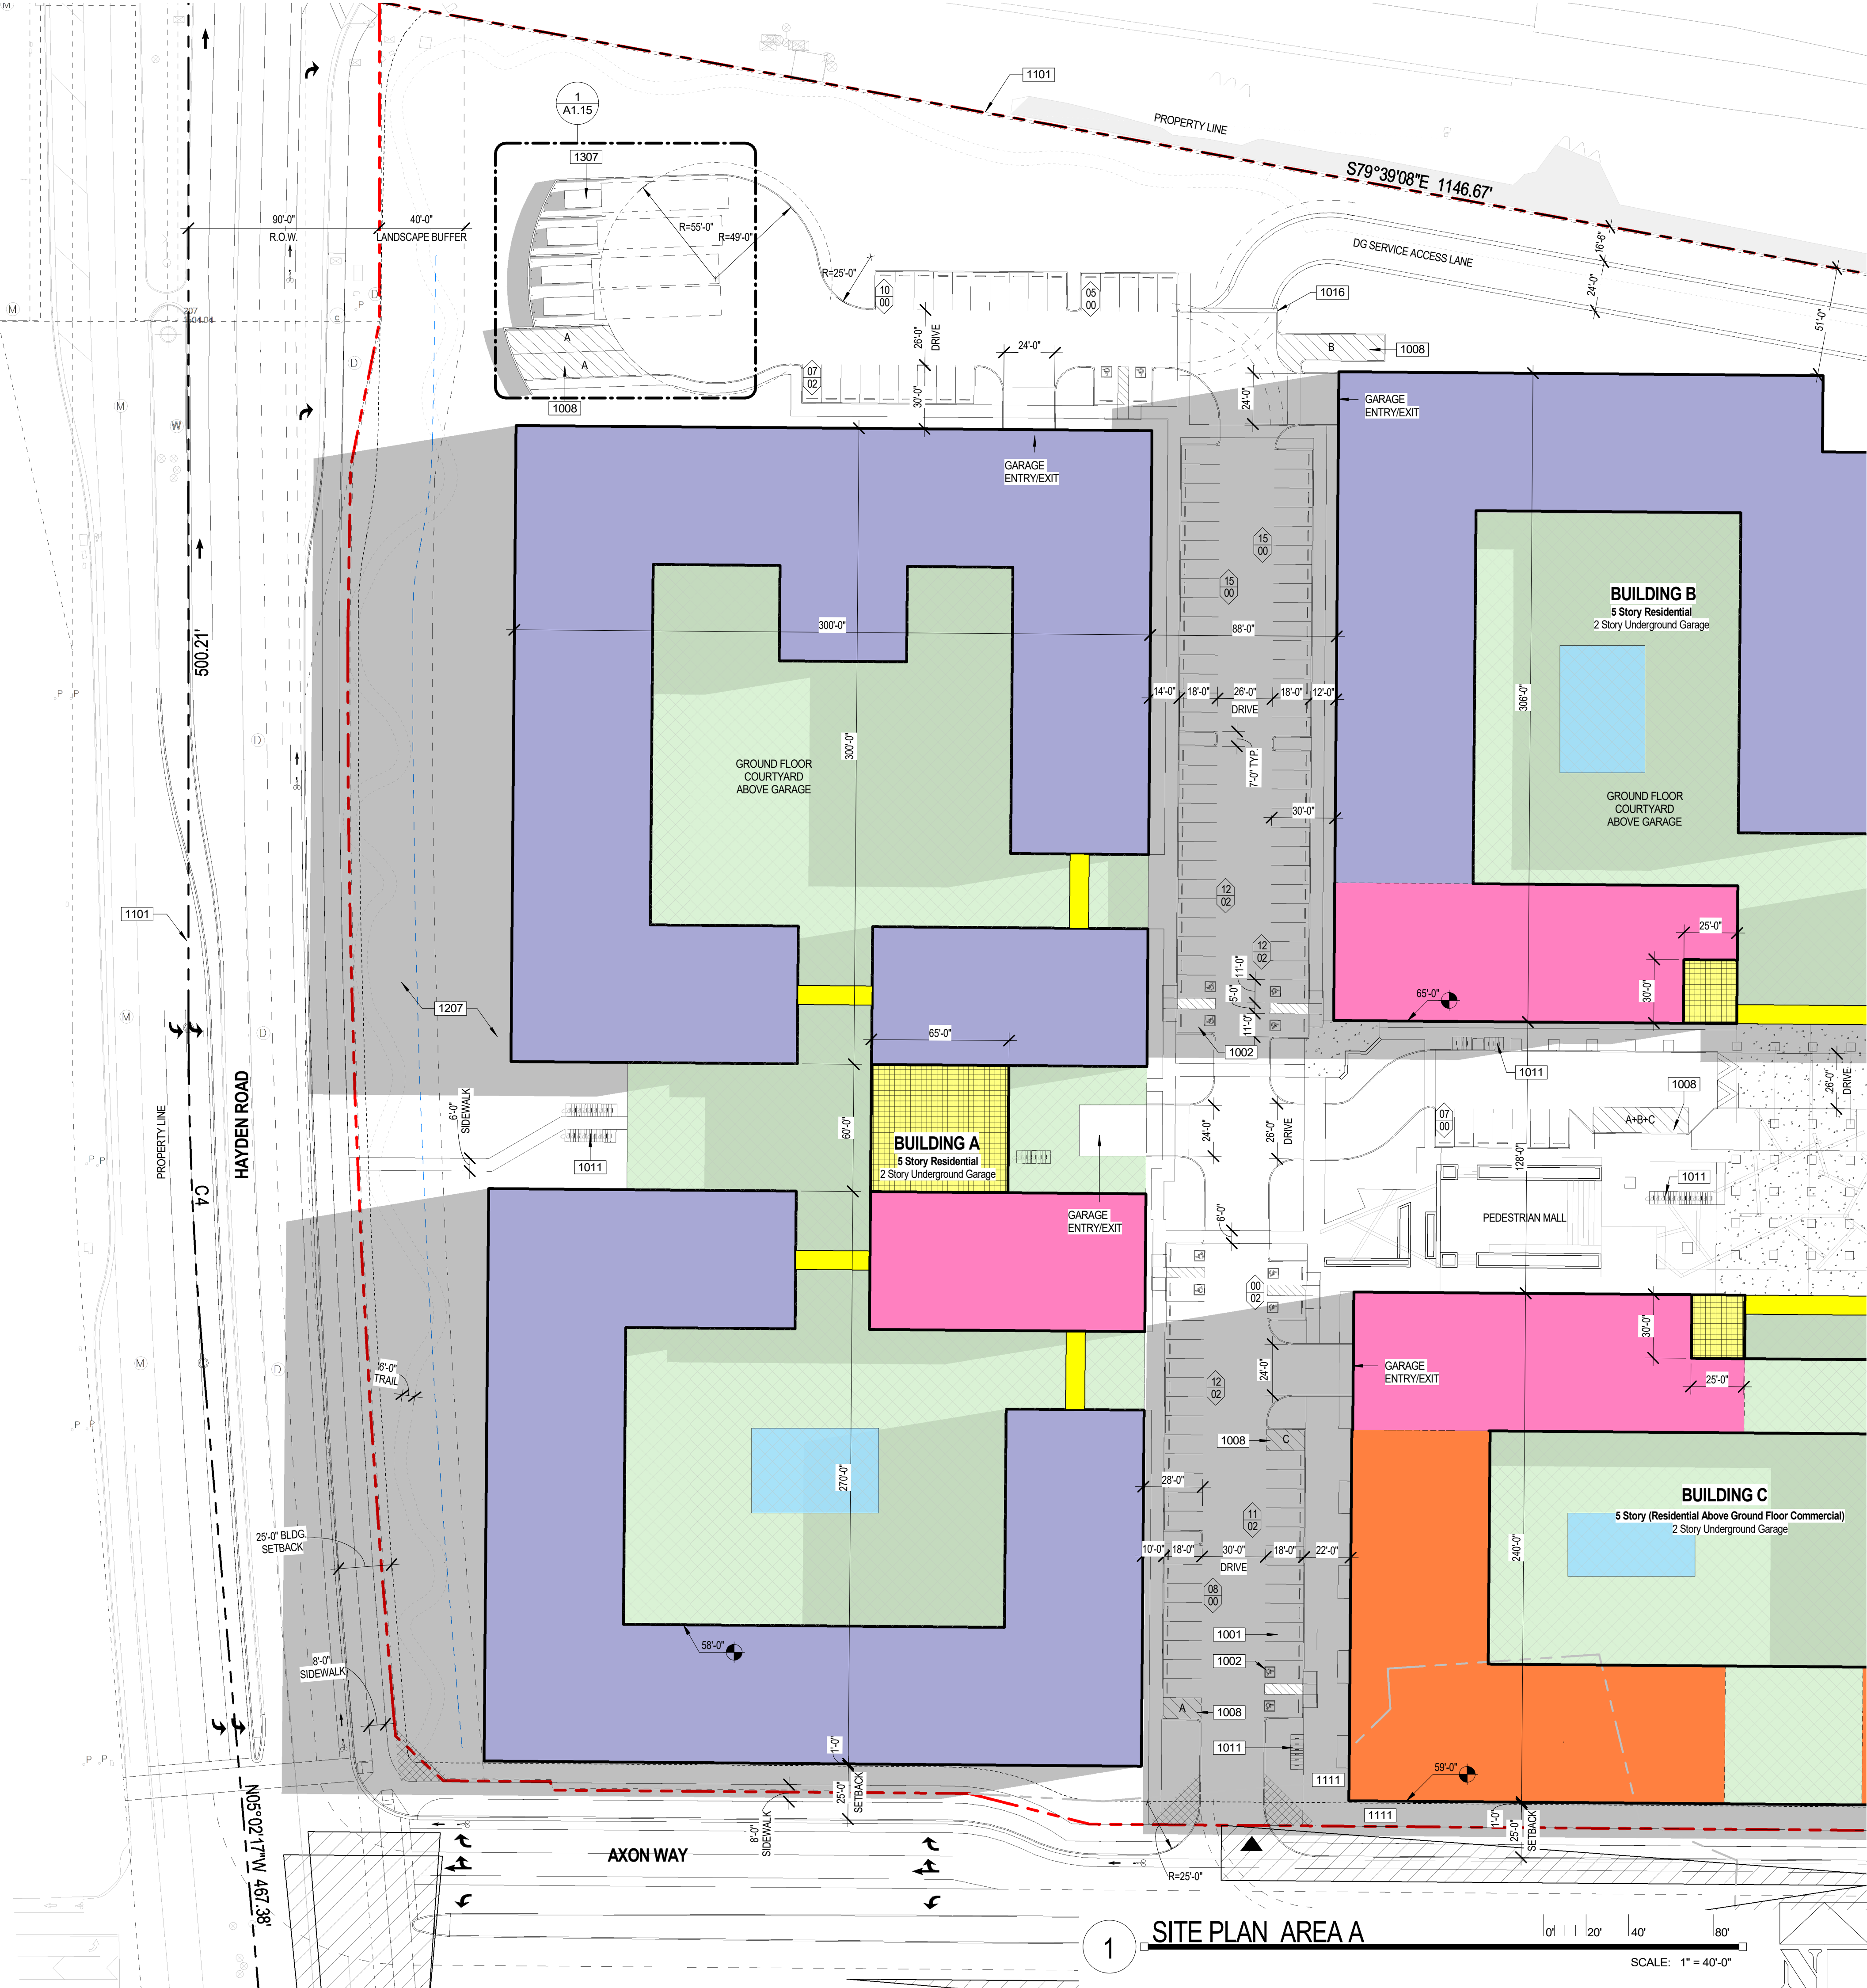 1101
1
A1.15
PROPERTY LINE
1307
S79°39'08"E 1146.67'
90'-0"
R.O.W.
40'-0"
LANDSCAPE BUFFER
R=55'-0"
R=49'-0"
R=25'-0"
DG SERVICE ACCESS LANE
16'-6"
24'-0"
51'-0"
10
00
05
00
1016
26'-0"
DRIVE
24'-0"
A
A
B
1008
07
02
30'-0"
24'-0"
1008
GARAGE
ENTRY/EXIT
GARAGE
ENTRY/EXIT
15
00
15
00
BUILDING B
5 Story Residential
2 Story Underground Garage
300'-0"
88'-0"
500.21'
14'-0"
18'-0"
26'-0"
DRIVE
18'-0"
12'-0"
306'-0"
300'-0"
7'-0" TYP.
GROUND FLOOR
COURTYARD
ABOVE GARAGE
30'-0"
GROUND FLOOR
COURTYARD
ABOVE GARAGE
12
02
1101
12
02
25'-0"
11'-0"
5'-0"
11'-0"
30'-0"
65'-0"
1207
65'-0"
1002
1011
1008
26'-0"
DRIVE
HAYDEN ROAD
PROPERTY LINE
6'-0"
SIDEWALK
60'-0"
24'-0"
26'-0"
DRIVE
07
00
A+B+C
BUILDING A
5 Story Residential
2 Story Underground Garage
1011
128'-0"
1011
C4
GARAGE
ENTRY/EXIT
6'-0"
PEDESTRIAN MALL
00
02
30'-0"
6'-0"
TRAIL
12
02
24'-0"
GARAGE
ENTRY/EXIT
25'-0"
1008
C
270'-0"
28'-0"
BUILDING C
5 Story (Residential Above Ground Floor Commercial)
2 Story Underground Garage
11
02
25'-0" BLDG.
SETBACK
10'-0"
18'-0"
30'-0"
DRIVE
18'-0"
22'-0"
240'-0"
08
00
58'-0"
1001
8'-0"
SIDEWALK
1002
A
1008
1'-0"
1011
59'-0"
1111
25'-0"
SETBACK
1111
1'-0"
25'-0"
SETBACK
8'-0"
SIDEWALK
AXON WAY
R=25'-0"
N05°02'17"W 467.38'
1
SITE PLAN AREA A
0' 20' 40' 80'
SCALE: 1" = 40'-0"
N